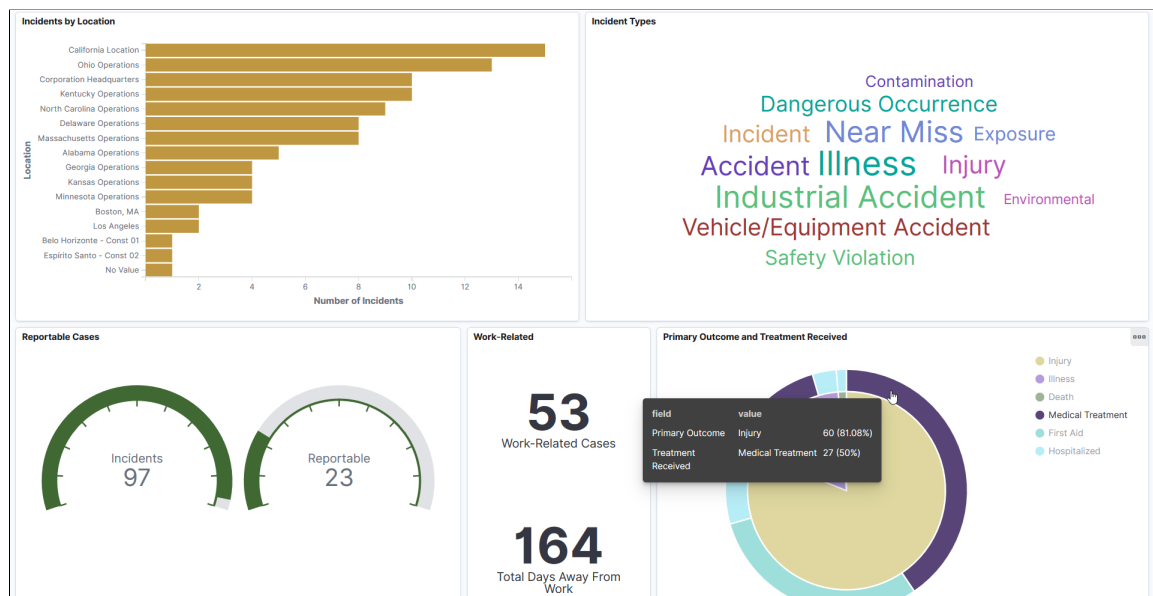 Incidents by Location
California Location
Ohio Operations
Corporation Headquarters
Kentucky Operations
North Carolina Operations
Delaware Operations
Massachusetts Operations
Alabama Operations
Georgia Operations
Kansas Operations
Minnesota Operations
Boston, MA
Los Angeles
Belo Horizonte - Const 01
Espírito Santo - Const 02
No Value
Location
2 4 6 8 10 12 14
Number of Incidents
Incident Types
Contamination
Dangerous Occurrence
Incident Near Miss Exposure
Accident Illness Injury
Industrial Accident Environmental
Vehicle/Equipment Accident
Safety Violation
Reportable Cases
Incidents
97
Reportable
23
Work-Related
53
Work-Related Cases
164
Total Days Away From
Work
Primary Outcome and Treatment Received
Injury
Illness
Death
Medical Treatment
First Aid
Hospitalized
field value
Primary Outcome Injury 60 (81.08%)
Treatment
Received Medical Treatment 27 (50%)